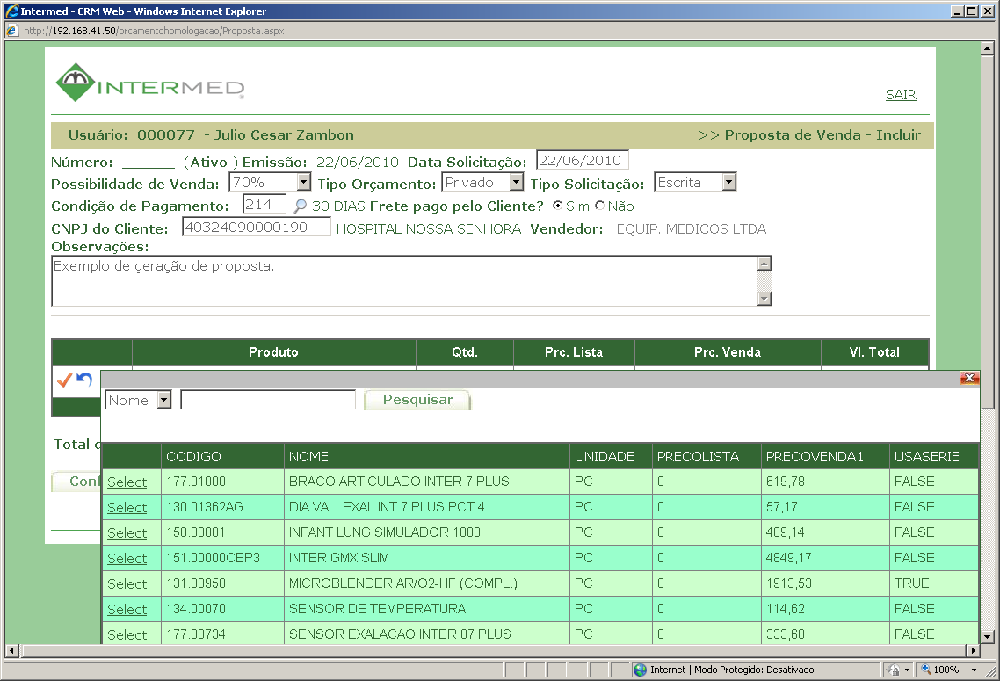 Intermed - CRM Web - Windows Internet Explorer
http://192.168.41.50/orcamentohomologacao/Proposta.aspx
INTERMED®
SAIR
Usuário: 000077 - Julio Cesar Zambon >> Proposta de Venda - Incluir
Número: ______ (Ativo ) Emissão: 22/06/2010 Data Solicitação: 22/06/2010
Possibilidade de Venda: 70% Tipo Orçamento: Privado Tipo Solicitação: Escrita
Condição de Pagamento: 214 30 DIAS Frete pago pelo Cliente? Sim Não
CNPJ do Cliente: 40324090000190 HOSPITAL NOSSA SENHORA Vendedor: EQUIP. MEDICOS LTDA
Observações:
Exemplo de geração de proposta.
Produto Qtd. Prc. Lista Prc. Venda Vl. Total
Nome Pesquisar
Total
CODIGO NOME UNIDADE PRECOLISTA PRECOVENDA1 USASERIE
Conf
Select 177.01000 BRACO ARTICULADO INTER 7 PLUS PC 0 619,78 FALSE
Select 130.01362AG DIA.VAL. EXAL INT 7 PLUS PCT 4 PC 0 57,17 FALSE
Select 158.00001 INFANT LUNG SIMULADOR 1000 PC 0 409,14 FALSE
Select 151.00000CEP3 INTER GMX SLIM PC 0 4849,17 FALSE
Select 131.00950 MICROBLENDER AR/O2-HF (COMPL.) PC 0 1913,53 TRUE
Select 134.00070 SENSOR DE TEMPERATURA PC 0 114,62 FALSE
Select 177.00734 SENSOR EXALACAO INTER 07 PLUS PC 0 333,68 FALSE
Internet | Modo Protegido: Desativado 100%